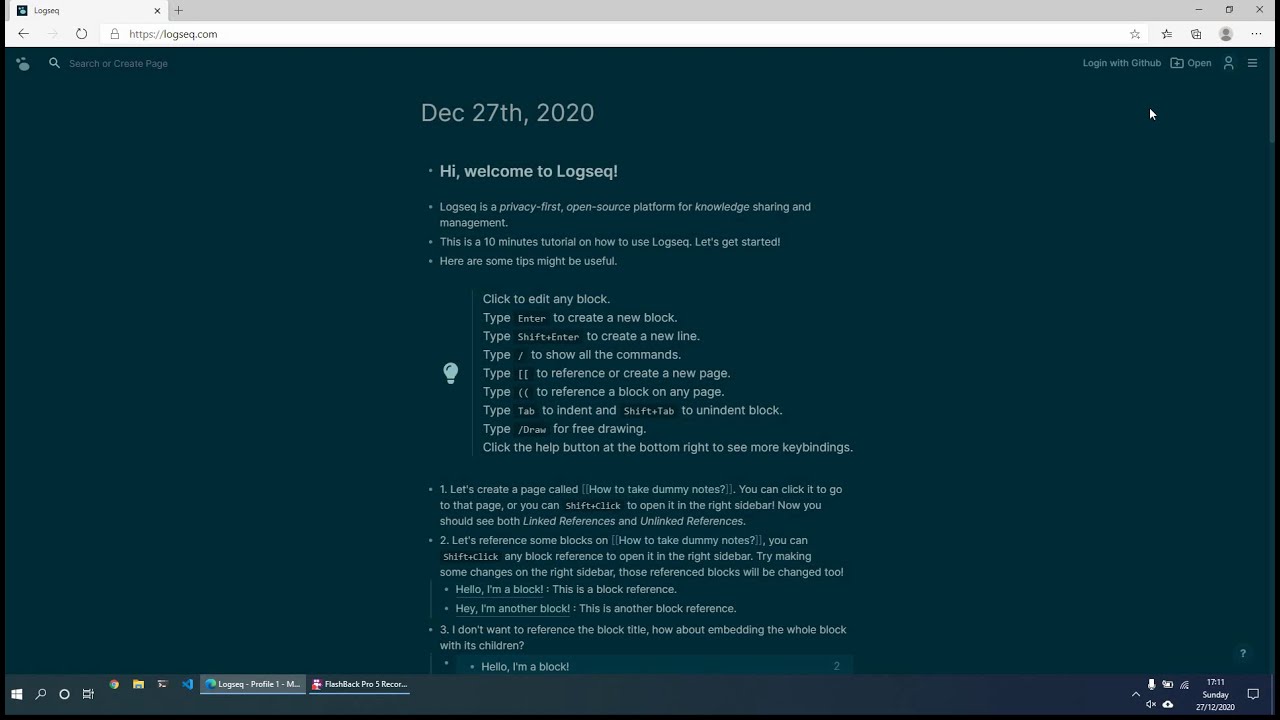 Logseq
https://logseq.com
Search or Create Page
Login with Github
Open
Dec 27th, 2020
Hi, welcome to Logseq!
Logseq is a privacy-first, open-source platform for knowledge sharing and
management.
This is a 10 minutes tutorial on how to use Logseq. Let's get started!
Here are some tips might be useful.
Click to edit any block.
Type Enter to create a new block.
Type Shift+Enter to create a new line.
Type / to show all the commands.
Type [[ to reference or create a new page.
Type (( to reference a block on any page.
Type Tab to indent and Shift+Tab to unindent block.
Type /Draw for free drawing.
Click the help button at the bottom right to see more keybindings.
1. Let's create a page called [[How to take dummy notes?]]. You can click it to go
to that page, or you can Shift+Click to open it in the right sidebar! Now you
should see both Linked References and Unlinked References.
2. Let's reference some blocks on [[How to take dummy notes?]], you can
Shift+Click any block reference to open it in the right sidebar. Try making
some changes on the right sidebar, those referenced blocks will be changed too!
Hello, I'm a block! : This is a block reference.
Hey, I'm another block! : This is another block reference.
3. I don't want to reference the block title, how about embedding the whole block
with its children?
Hello, I'm a block! 2
?
Logseq - Profile 1 - M...
FlashBack Pro 5 Recor...
17:11
Sunday
27/12/2020